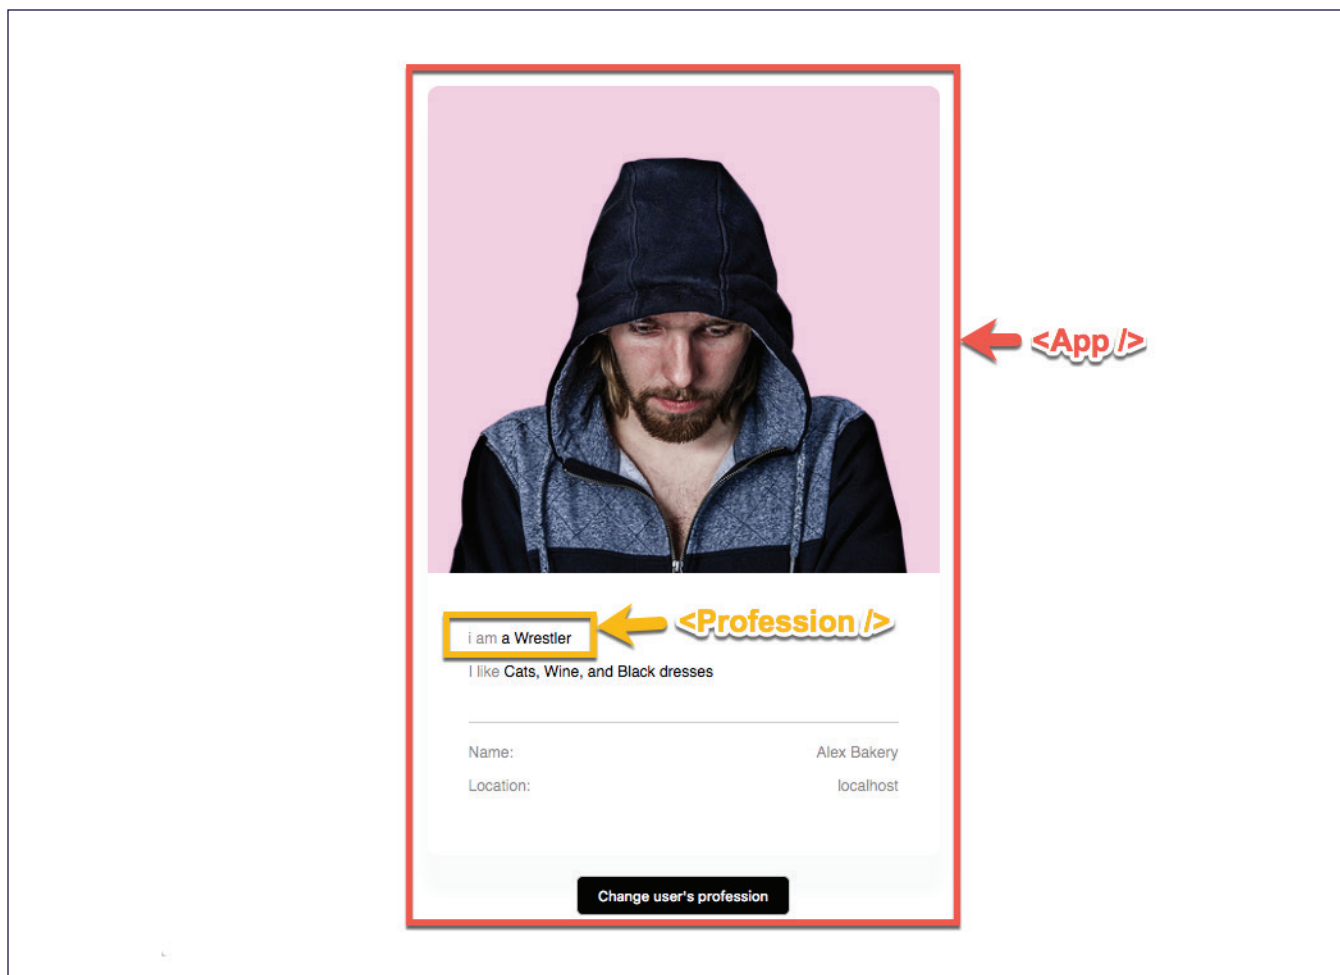 <App />
<Profession />
i am a Wrestler
I like Cats, Wine, and Black dresses
Name: Alex Bakery
Location: localhost
Change user's profession